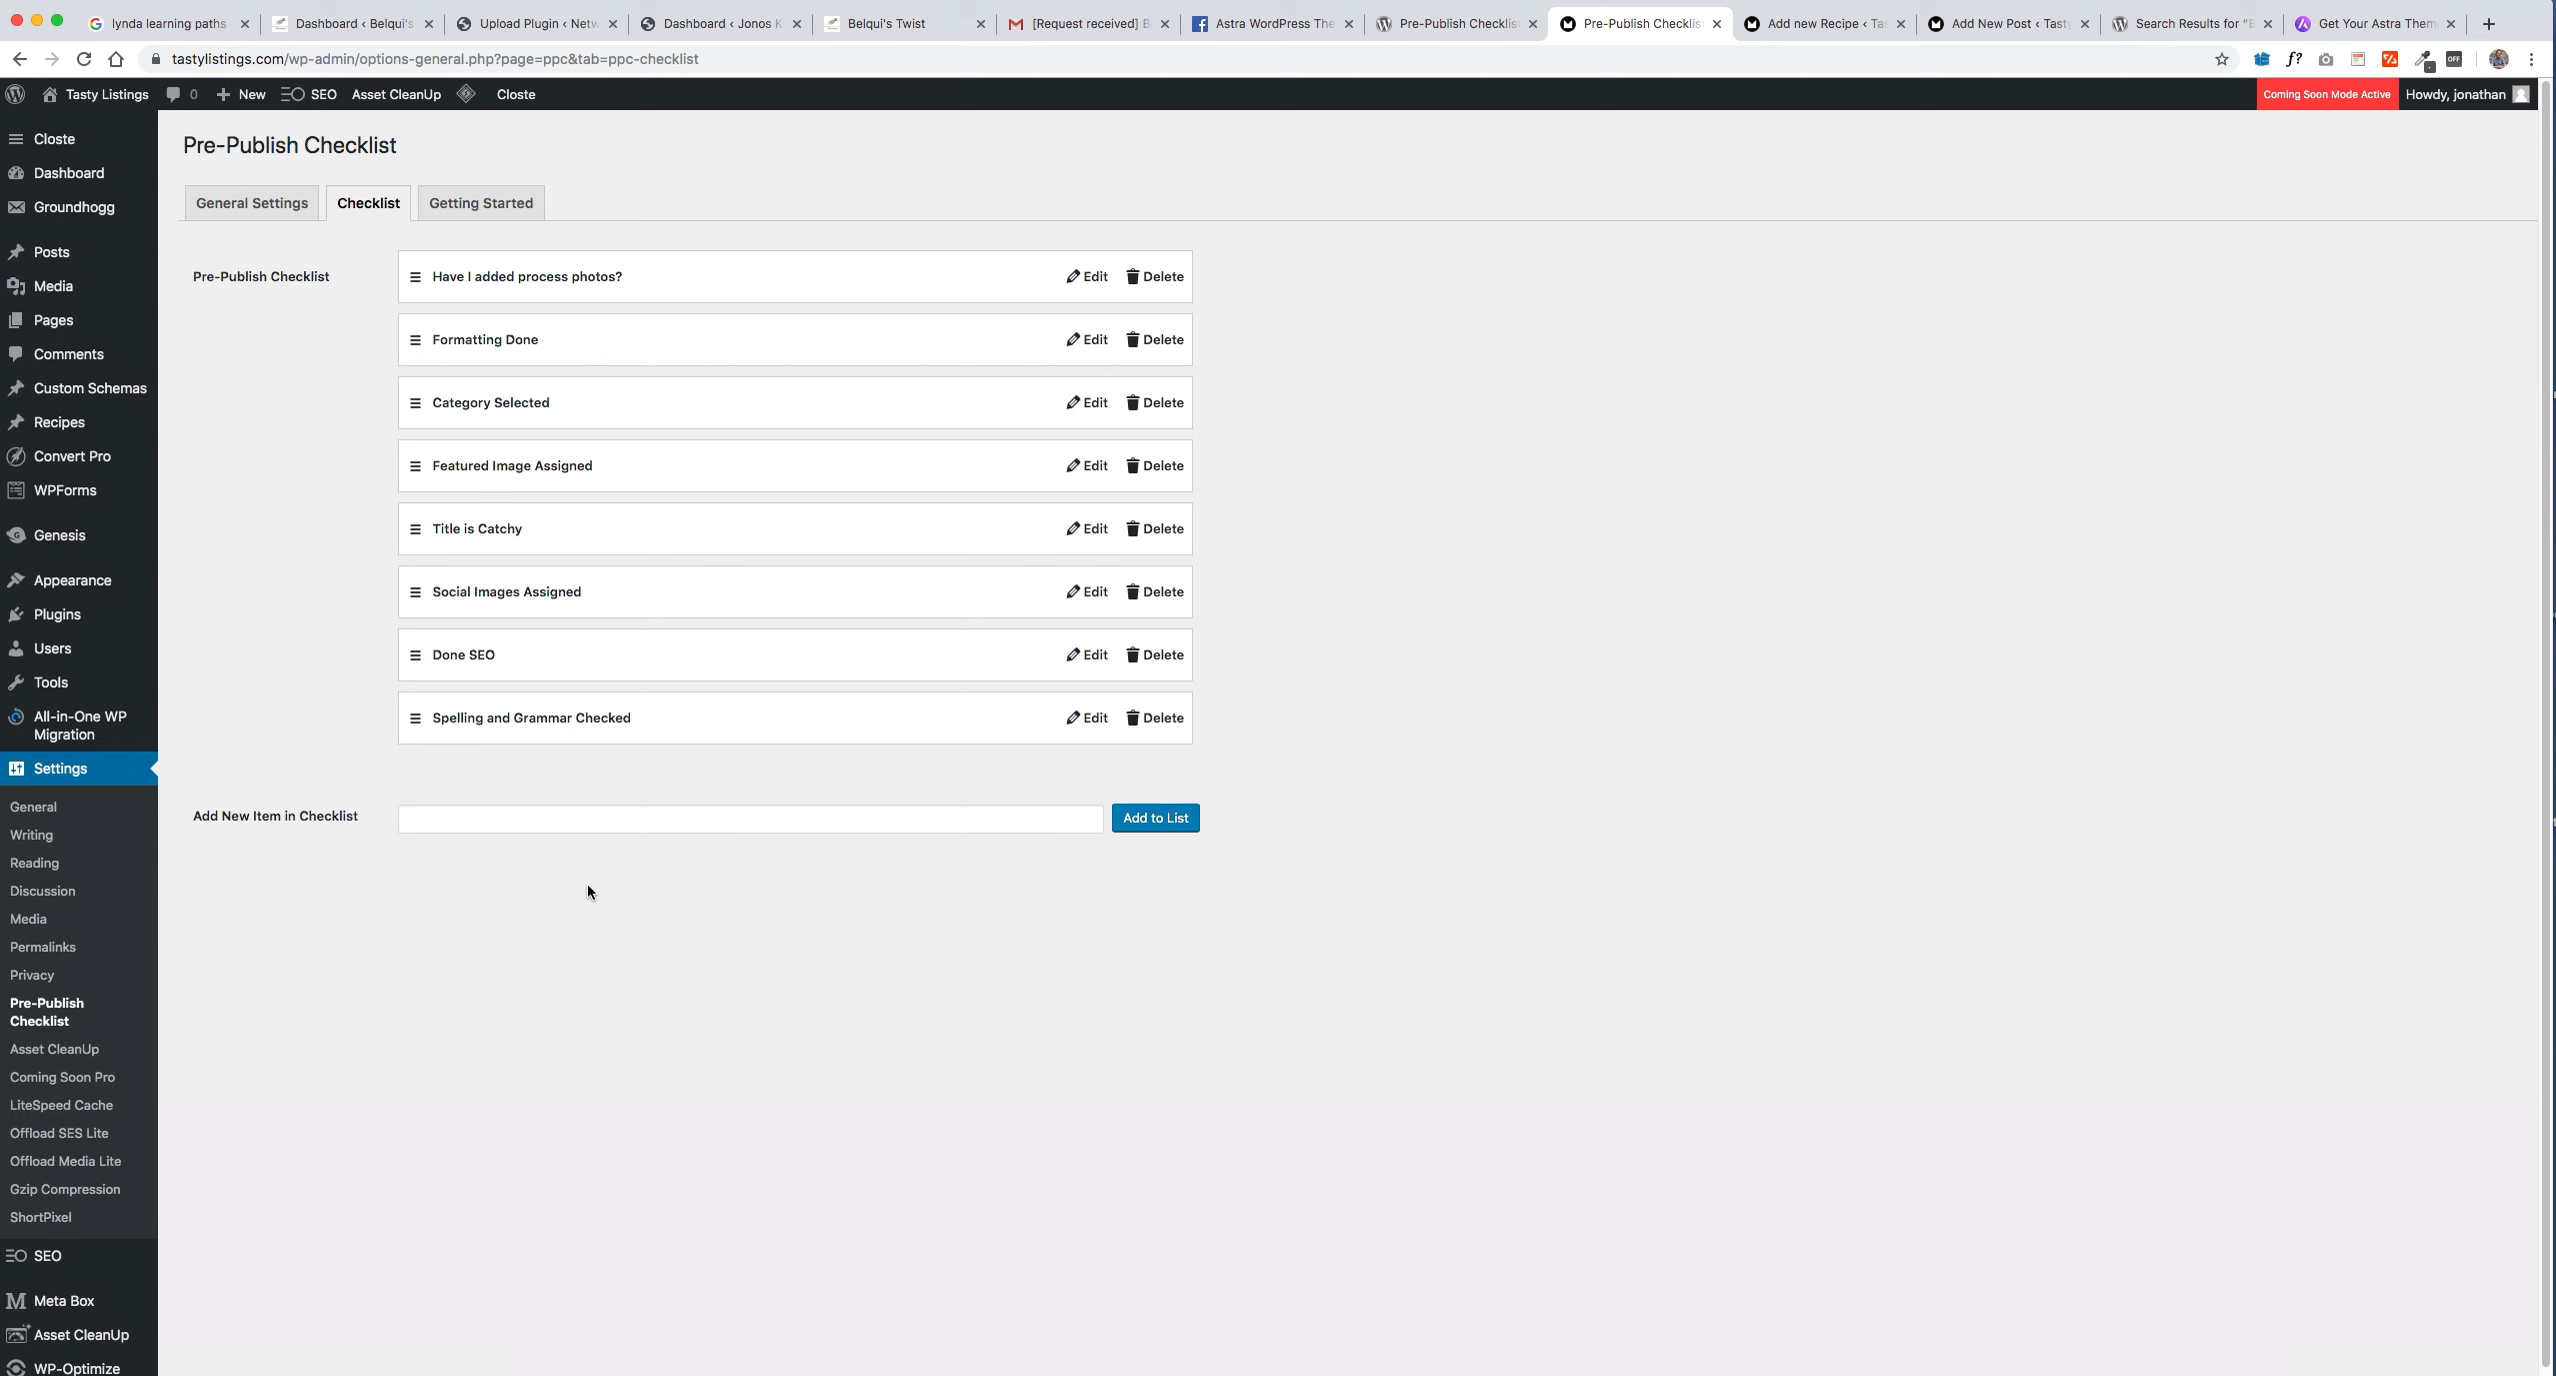 lynda learning paths
Dashboard < Belqui's
Upload Plugin < Netw
Dashboard < Jonos K
Belqui's Twist
[Request received] B
Astra WordPress The
Pre-Publish Checklis
Pre-Publish Checklis
Add new Recipe < Tas
Add New Post < Tast
Search Results for “B
Get Your Astra Them
tastylistings.com/wp-admin/options-general.php?page=ppc&tab=ppc-checklist
f?
OFF
Tasty Listings
0
New
SEO
Asset CleanUp
Closte
Coming Soon Mode Active
Howdy, jonathan
Closte
Dashboard
Groundhogg
Posts
Media
Pages
Comments
Custom Schemas
Recipes
Convert Pro
WPForms
Genesis
Appearance
Plugins
Users
Tools
All-in-One WP
Migration
Settings
General
Writing
Reading
Discussion
Media
Permalinks
Privacy
Pre-Publish
Checklist
Asset CleanUp
Coming Soon Pro
LiteSpeed Cache
Offload SES Lite
Offload Media Lite
Gzip Compression
ShortPixel
SEO
Meta Box
Asset CleanUp
WP-Optimize
Pre-Publish Checklist
General Settings
Checklist
Getting Started
Pre-Publish Checklist
Have I added process photos?
Edit Delete
Formatting Done
Edit Delete
Category Selected
Edit Delete
Featured Image Assigned
Edit Delete
Title is Catchy
Edit Delete
Social Images Assigned
Edit Delete
Done SEO
Edit Delete
Spelling and Grammar Checked
Edit Delete
Add New Item in Checklist
Add to List